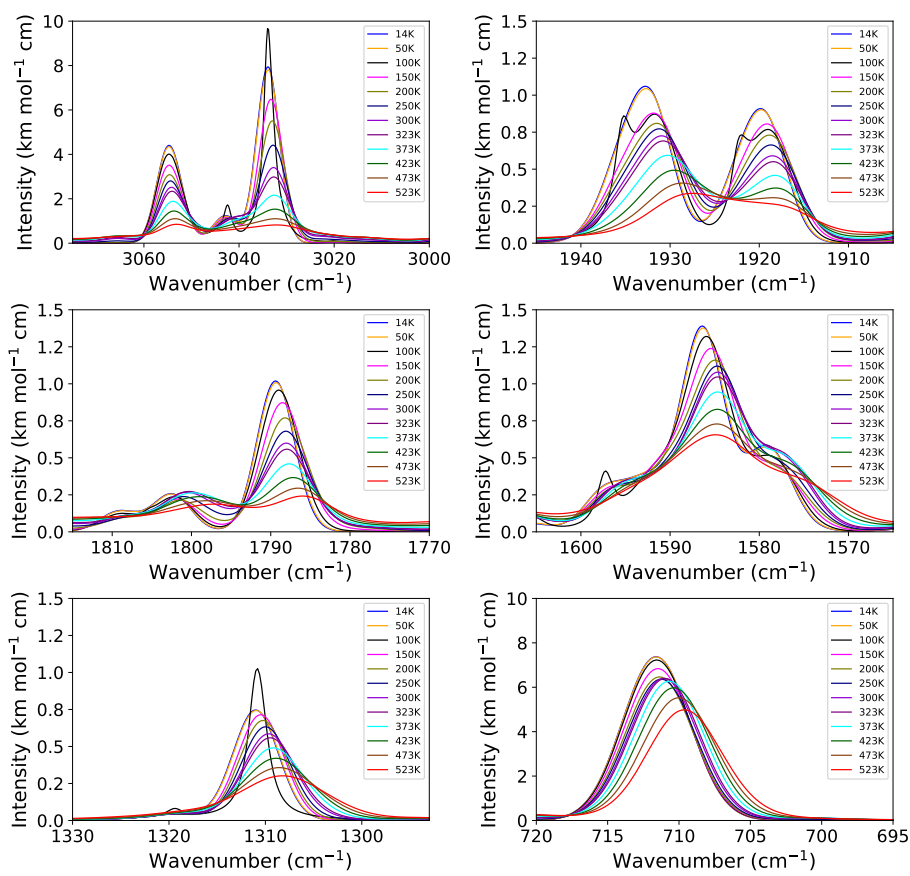 10
8
6
4
2
0
Intensity (km mol⁻¹ cm)
3060
3040
3020
3000
Wavenumber (cm⁻¹)
14K
50K
100K
150K
200K
250K
300K
323K
373K
423K
473K
523K
1.5
1.0
0.8
0.5
0.2
0.0
Intensity (km mol⁻¹ cm)
1940
1930
1920
1910
Wavenumber (cm⁻¹)
14K
50K
100K
150K
200K
250K
300K
323K
373K
423K
473K
523K
1.5
1.0
0.8
0.5
0.2
0.0
Intensity (km mol⁻¹ cm)
1810
1800
1790
1780
1770
Wavenumber (cm⁻¹)
14K
50K
100K
150K
200K
250K
300K
323K
373K
423K
473K
523K
1.5
1.0
0.8
0.5
0.2
0.0
Intensity (km mol⁻¹ cm)
1600
1590
1580
1570
Wavenumber (cm⁻¹)
14K
50K
100K
150K
200K
250K
300K
323K
373K
423K
473K
523K
1.5
1.0
0.8
0.5
0.2
0.0
Intensity (km mol⁻¹ cm)
1330
1320
1310
1300
Wavenumber (cm⁻¹)
14K
50K
100K
150K
200K
250K
300K
323K
373K
423K
473K
523K
10
8
6
4
2
0
Intensity (km mol⁻¹ cm)
720
715
710
705
700
695
Wavenumber (cm⁻¹)
14K
50K
100K
150K
200K
250K
300K
323K
373K
423K
473K
523K